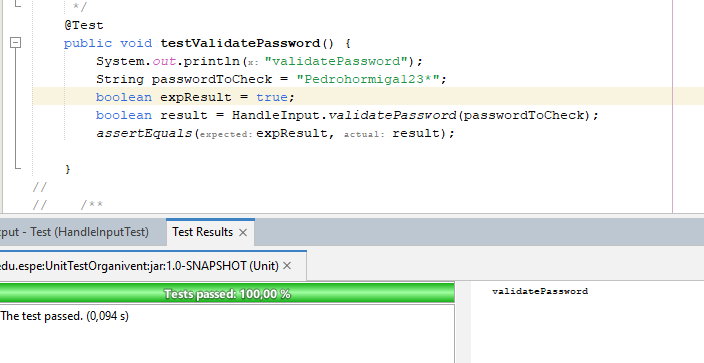 */
@Test
public void testValidatePassword() {
System.out.println(x: "validatePassword");
String passwordToCheck = "Pedrohormiga123*";
boolean expResult = true;
boolean result = HandleInput.validatePassword(passwordToCheck);
assertEquals(expected: expResult, actual: result);
}
//
// /**
put - Test (HandleInputTest) Test Results
edu.espe:UnitTestOrganivent:jar:1.0-SNAPSHOT (Unit)
Tests passed: 100,00 %
validatePassword
The test passed. (0,094 s)